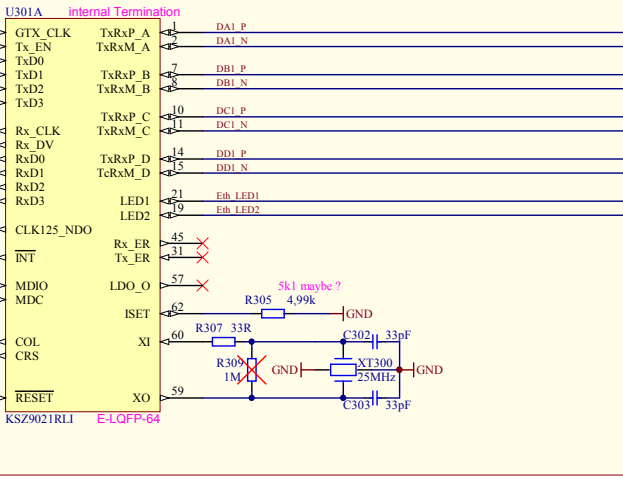 U301A internal Termination
GTX_CLK TxRxP_A 1 DA1_P
Tx_EN TxRxM_A 2 DA1_N
TxD0
TxD1 TxRxP_B 7 DB1_P
TxD2 TxRxM_B 8 DB1_N
TxD3
TxRxP_C 10 DC1_P
Rx_CLK TxRxM_C 11 DC1_N
Rx_DV
RxD0 TxRxP_D 14 DD1_P
RxD1 TcRxM_D 15 DD1_N
RxD2
RxD3 LED1 21 Eth_LED1
LED2 19 Eth_LED2
CLK125_NDO
Rx_ER 45
INT Tx_ER 31
MDIO LDO_O 57 5k1 maybe ?
MDC R305 4,99k
ISET 62 GND
R307 33R
COL XI 60 C302 33pF
CRS
R309 GND XT300 GND
1M 25MHz
RESET XO 59
C303 33pF
KSZ9021RLI E-LQFP-64